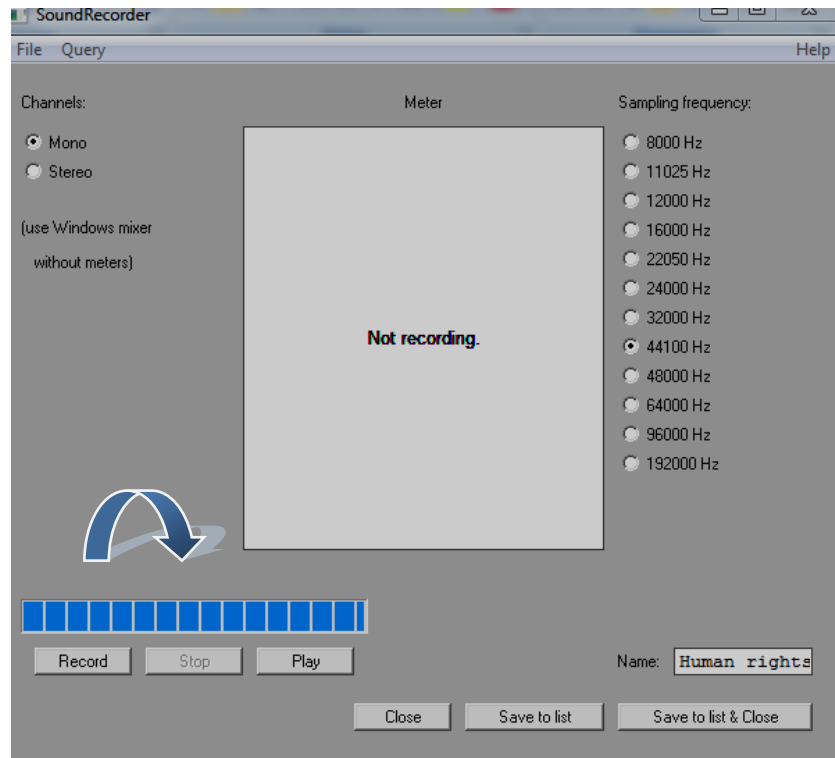 SoundRecorder
File Query Help
Channels: Meter Sampling frequency:
Mono 8000 Hz
Stereo 11025 Hz
12000 Hz
(use Windows mixer 16000 Hz
without meters) 22050 Hz
24000 Hz
32000 Hz
Not recording. 44100 Hz
48000 Hz
64000 Hz
96000 Hz
192000 Hz
Record Stop Play Name: Human rights
Close Save to list Save to list & Close